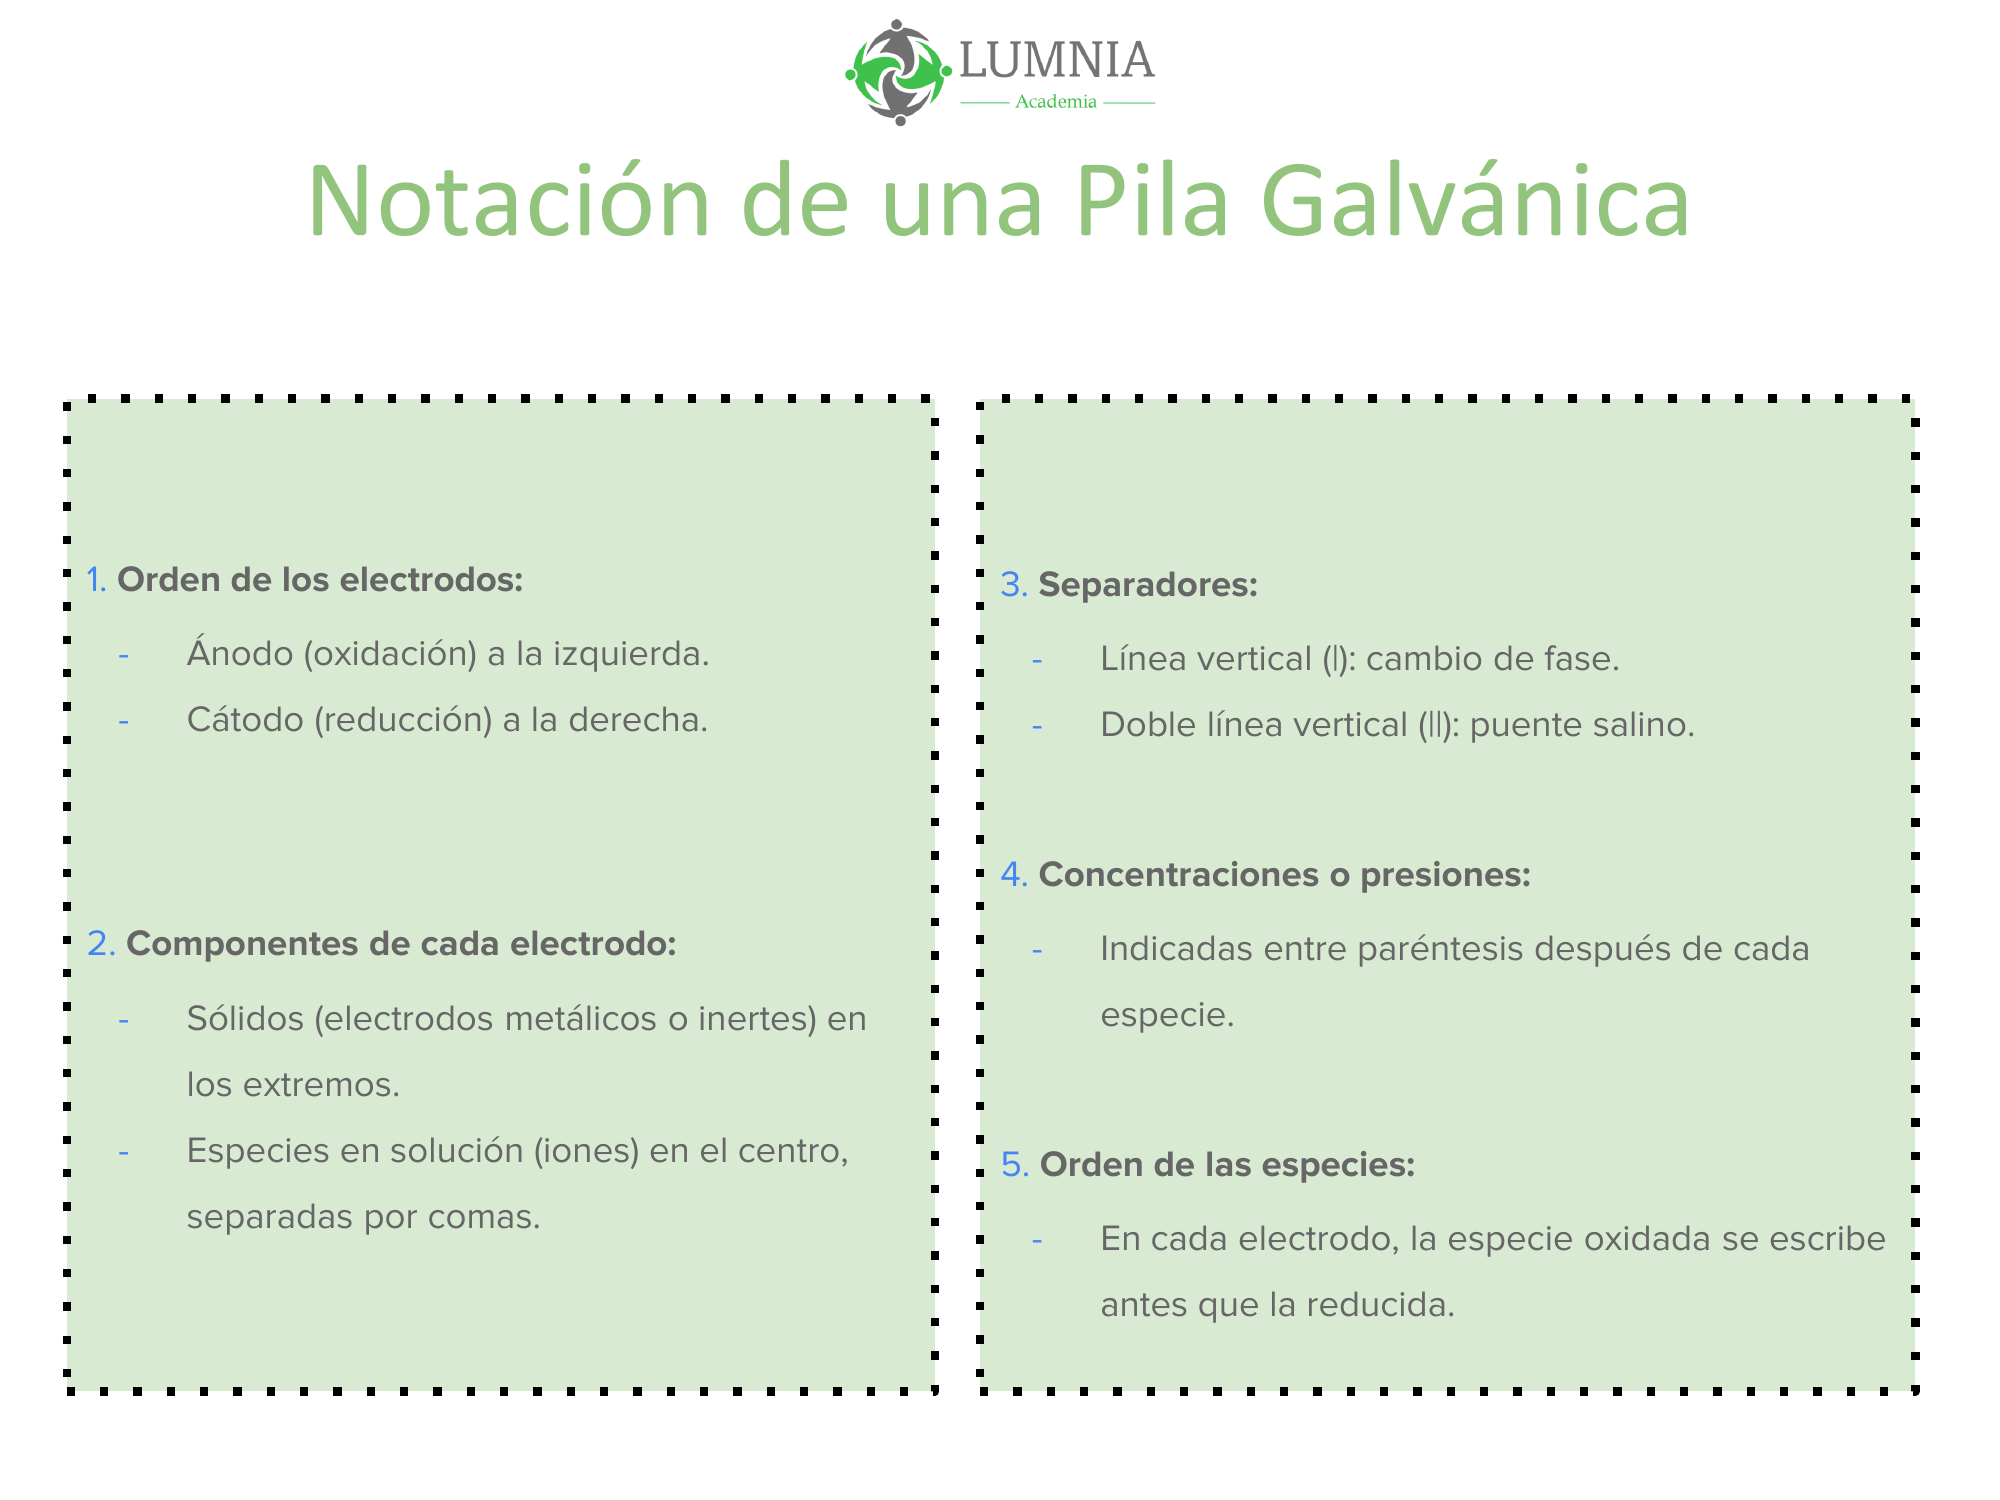 LUMNIA
Academia
Notación de una Pila Galvánica
1. Orden de los electrodos:
- Ánodo (oxidación) a la izquierda.
- Cátodo (reducción) a la derecha.
2. Componentes de cada electrodo:
- Sólidos (electrodos metálicos o inertes) en
los extremos.
- Especies en solución (iones) en el centro,
separadas por comas.
3. Separadores:
- Línea vertical (|): cambio de fase.
- Doble línea vertical (||): puente salino.
4. Concentraciones o presiones:
- Indicadas entre paréntesis después de cada
especie.
5. Orden de las especies:
- En cada electrodo, la especie oxidada se escribe
antes que la reducida.